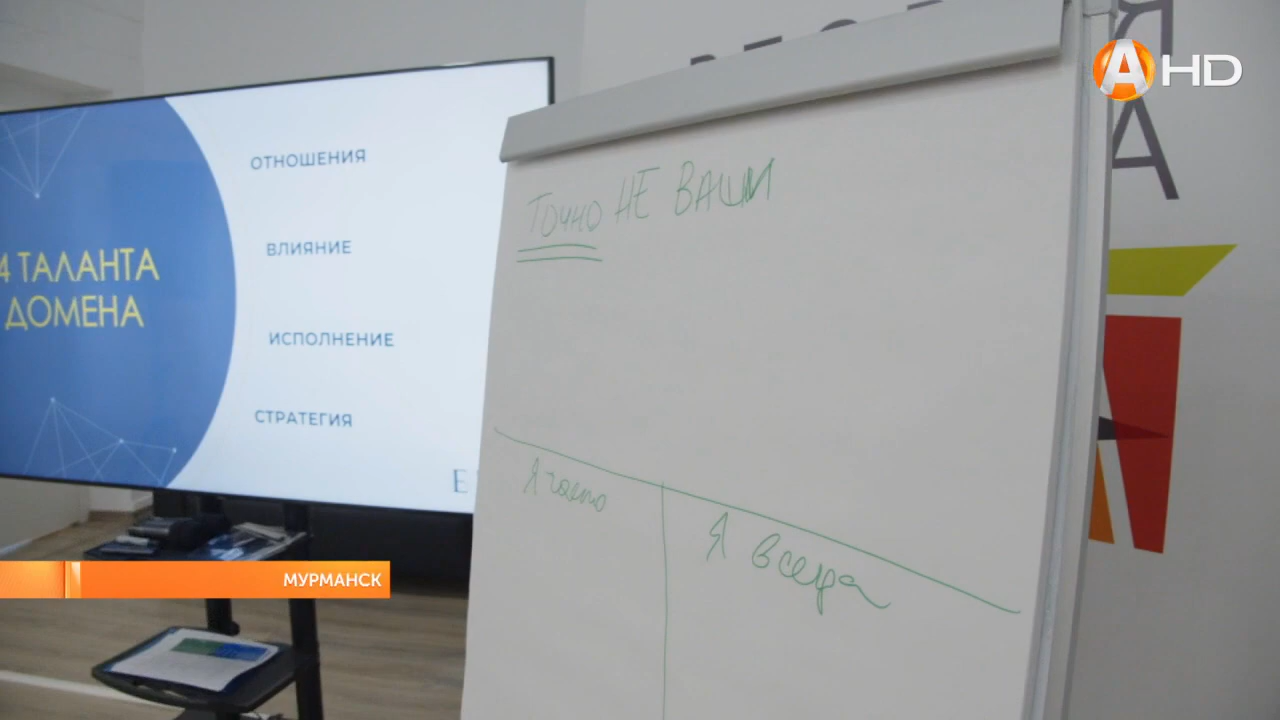 HD
ОТНОШЕНИЯ
ВЛИЯНИЕ
ИСПОЛНЕНИЕ
СТРАТЕГИЯ
4 ТАЛАНТА
ДОМЕНА
ТОЧНО НЕ ВАШИ
Я часто
Я всегда
МУРМАНСК